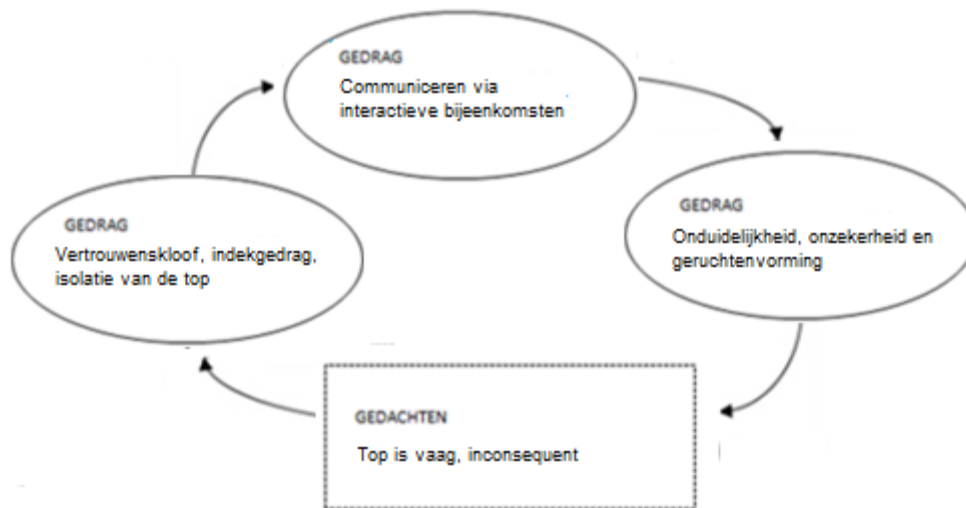 GEDRAG
Communiceren via
interactieve bijeenkomsten
GEDRAG
Onduidelijkheid, onzekerheid en
geruchtenvorming
GEDACHTEN
Top is vaag, inconsequent
GEDRAG
Vertrouwenskloof, indekgedrag,
isolatie van de top